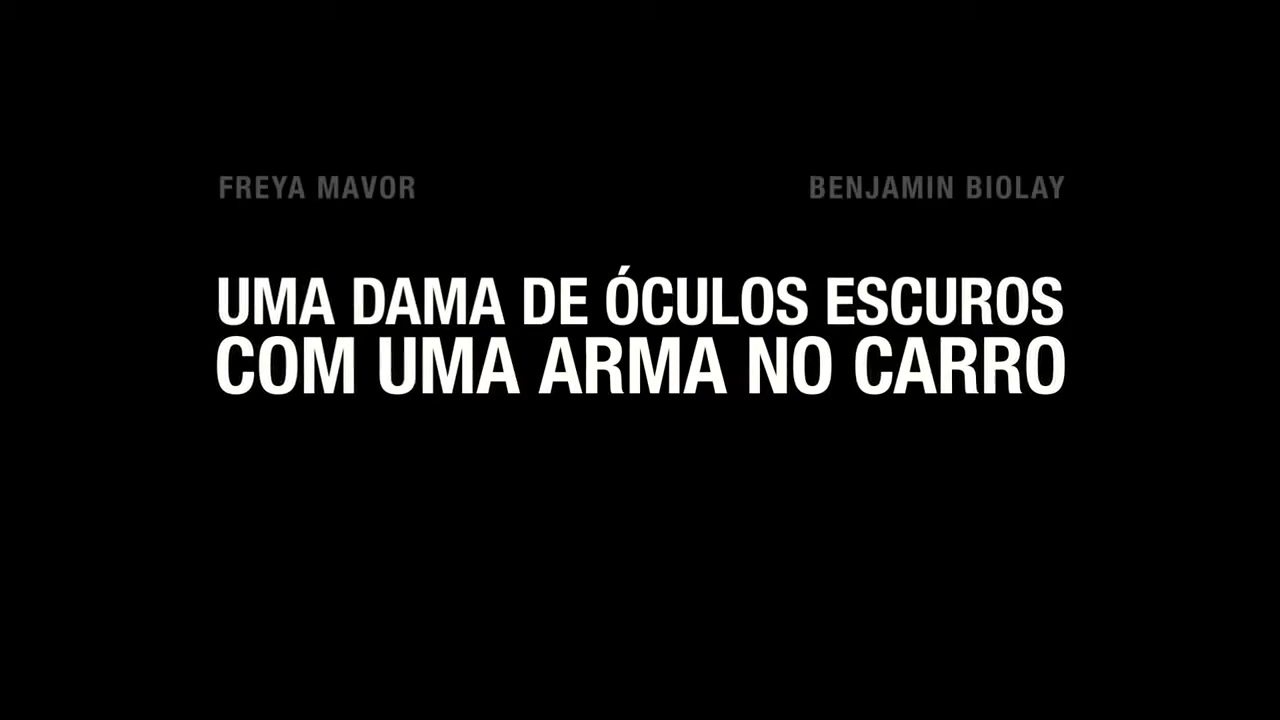 FREYA MAVOR BENJAMIN BIOLAY
UMA DAMA DE ÓCULOS ESCUROS
COM UMA ARMA NO CARRO